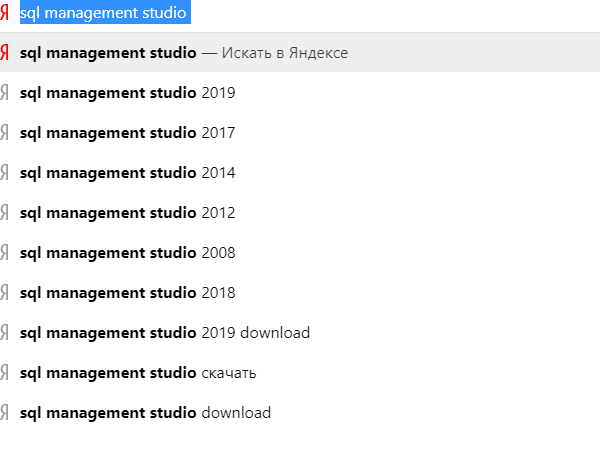 Я sql management studio
Я sql management studio — Искать в Яндексе
Я sql management studio 2019
Я sql management studio 2017
Я sql management studio 2014
Я sql management studio 2012
Я sql management studio 2008
Я sql management studio 2018
Я sql management studio 2019 download
Я sql management studio скачать
Я sql management studio download